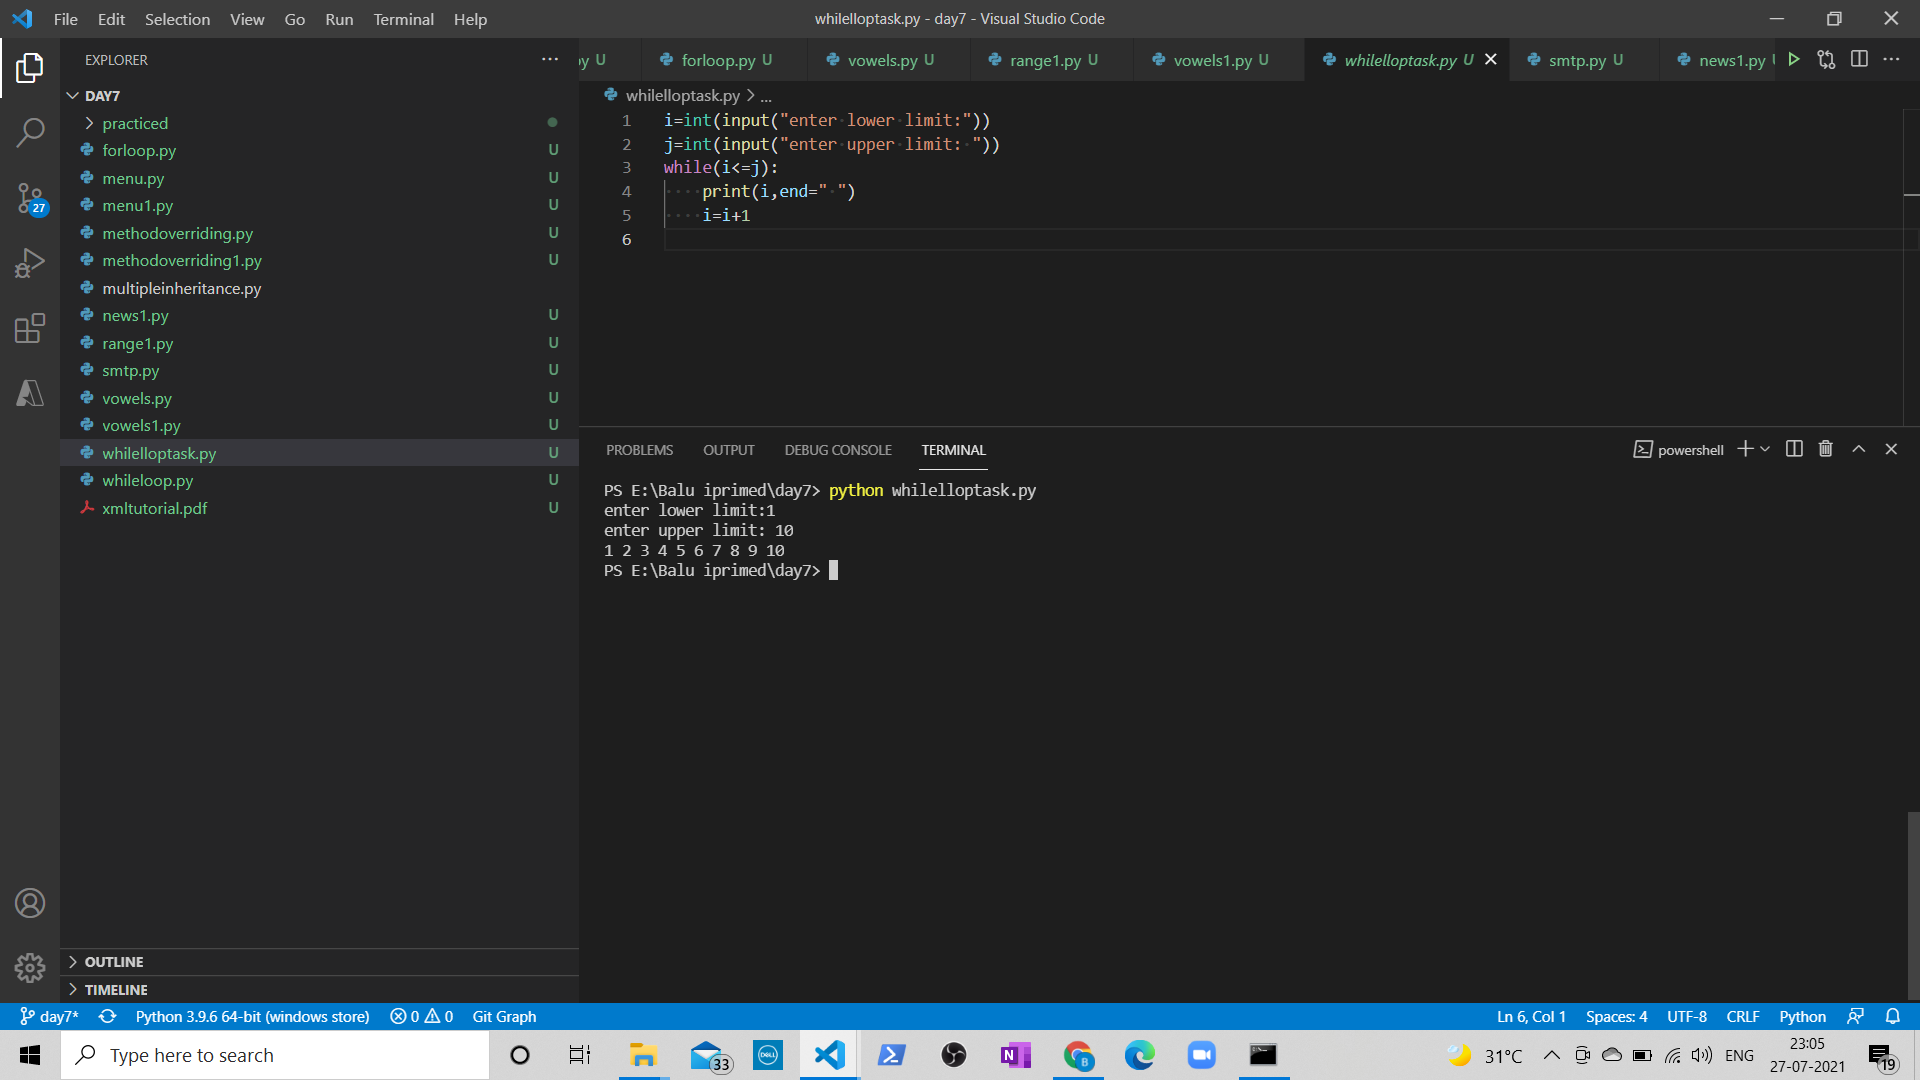 File Edit Selection View Go Run Terminal Help
whilelloptask.py - day7 - Visual Studio Code
EXPLORER
DAY7
practiced
forloop.py U
menu.py U
menu1.py U
methodoverriding.py U
methodoverriding1.py U
multipleinheritance.py
news1.py U
range1.py U
smtp.py U
vowels.py U
vowels1.py U
whilelloptask.py U
whileloop.py U
xmltutorial.pdf U
OUTLINE
TIMELINE
27
py U forloop.py U vowels.py U range1.py U vowels1.py U whilelloptask.py U smtp.py U news1.py
whilelloptask.py > ...
1 i=int(input("enter lower limit:"))
2 j=int(input("enter upper limit: "))
3 while(i<=j):
4 print(i,end=" ")
5 i=i+1
6
PROBLEMS OUTPUT DEBUG CONSOLE TERMINAL
powershell
PS E:\Balu iprimed\day7> python whilelloptask.py
enter lower limit:1
enter upper limit: 10
1 2 3 4 5 6 7 8 9 10
PS E:\Balu iprimed\day7>
day7* Python 3.9.6 64-bit (windows store) 0 0 Git Graph
Ln 6, Col 1 Spaces: 4 UTF-8 CRLF Python
Type here to search
33
DELL
N
B
31°C
ENG
23:05
27-07-2021
19